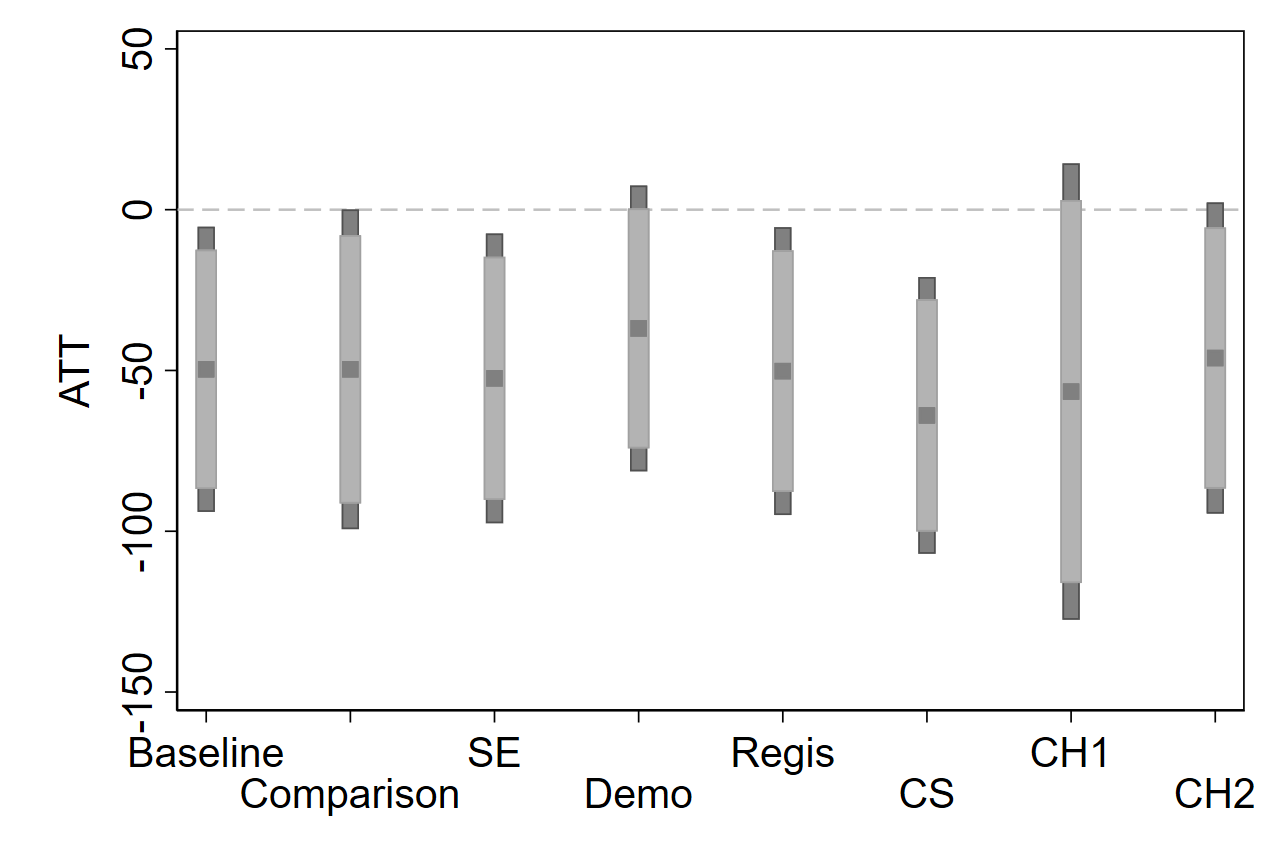 ATT
50
0
-50
-100
-150
Baseline
SE
Regis
CH1
Comparison
Demo
CS
CH2